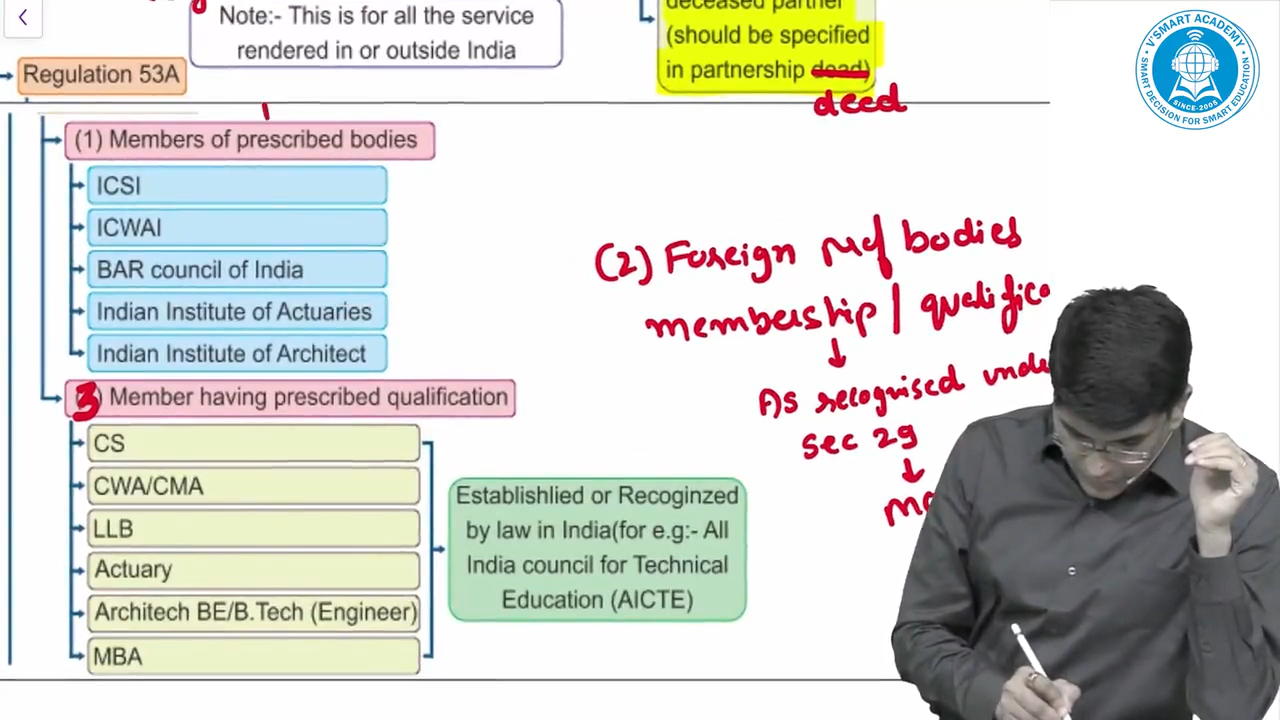 Note:- This is for all the service
rendered in or outside India
deceased partner
(should be specified
in partnership dead)
deed
Regulation 53A
(1) Members of prescribed bodies
ICSI
ICWAI
BAR council of India
Indian Institute of Actuaries
Indian Institute of Architect
3 Member having prescribed qualification
CS
CWA/CMA
LLB
Actuary
Architech BE/B.Tech (Engineer)
MBA
Establishlied or Recoginzed
by law in India(for e.g:- All
India council for Technical
Education (AICTE)
(2) Foreign bodies
membership/
As recognised
Sec 29
V'SMART ACADEMY
SINCE-2005
SMART DECISION FOR SMART EDUCATION